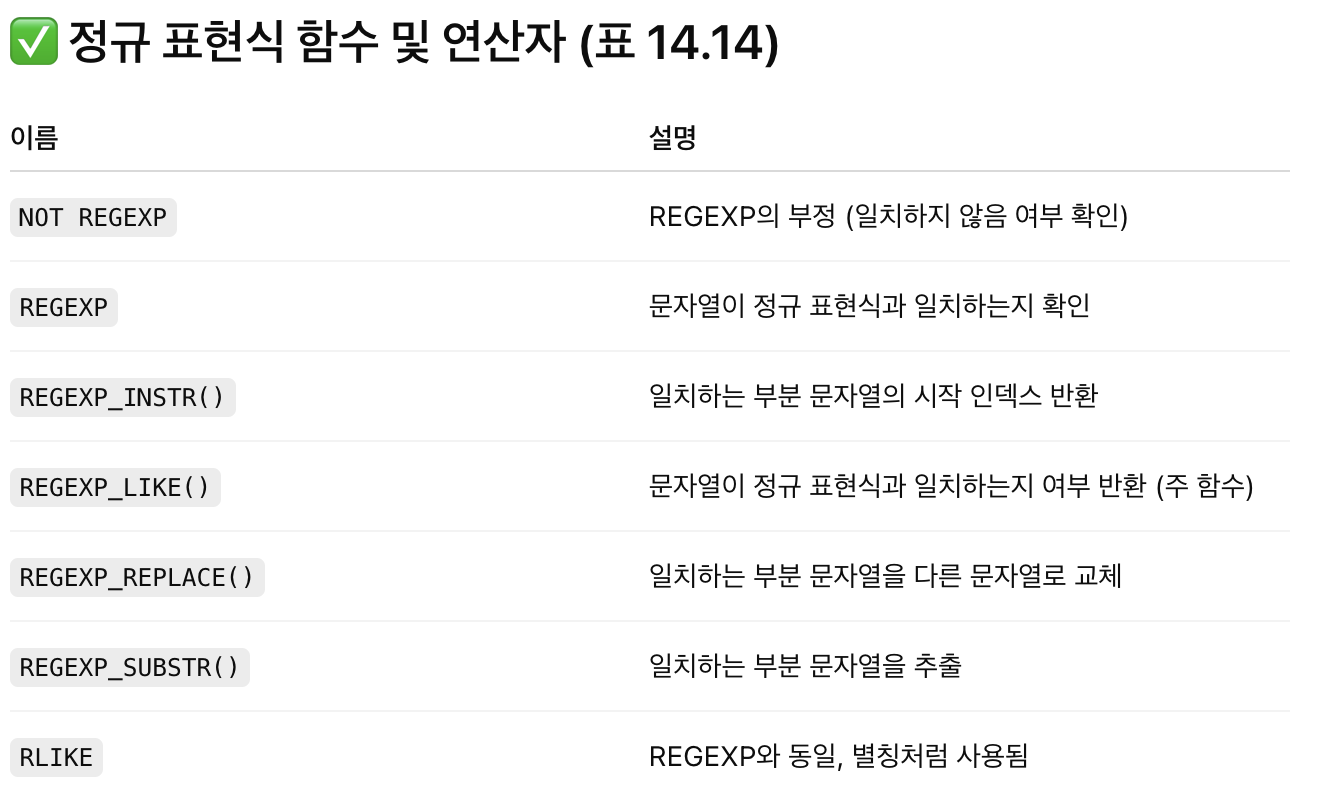 ✅ 정규 표현식 함수 및 연산자 (표 14.14)
이름 설명
NOT REGEXP REGEXP의 부정 (일치하지 않음 여부 확인)
REGEXP 문자열이 정규 표현식과 일치하는지 확인
REGEXP_INSTR() 일치하는 부분 문자열의 시작 인덱스 반환
REGEXP_LIKE() 문자열이 정규 표현식과 일치하는지 여부 반환 (주 함수)
REGEXP_REPLACE() 일치하는 부분 문자열을 다른 문자열로 교체
REGEXP_SUBSTR() 일치하는 부분 문자열을 추출
RLIKE REGEXP와 동일, 별칭처럼 사용됨